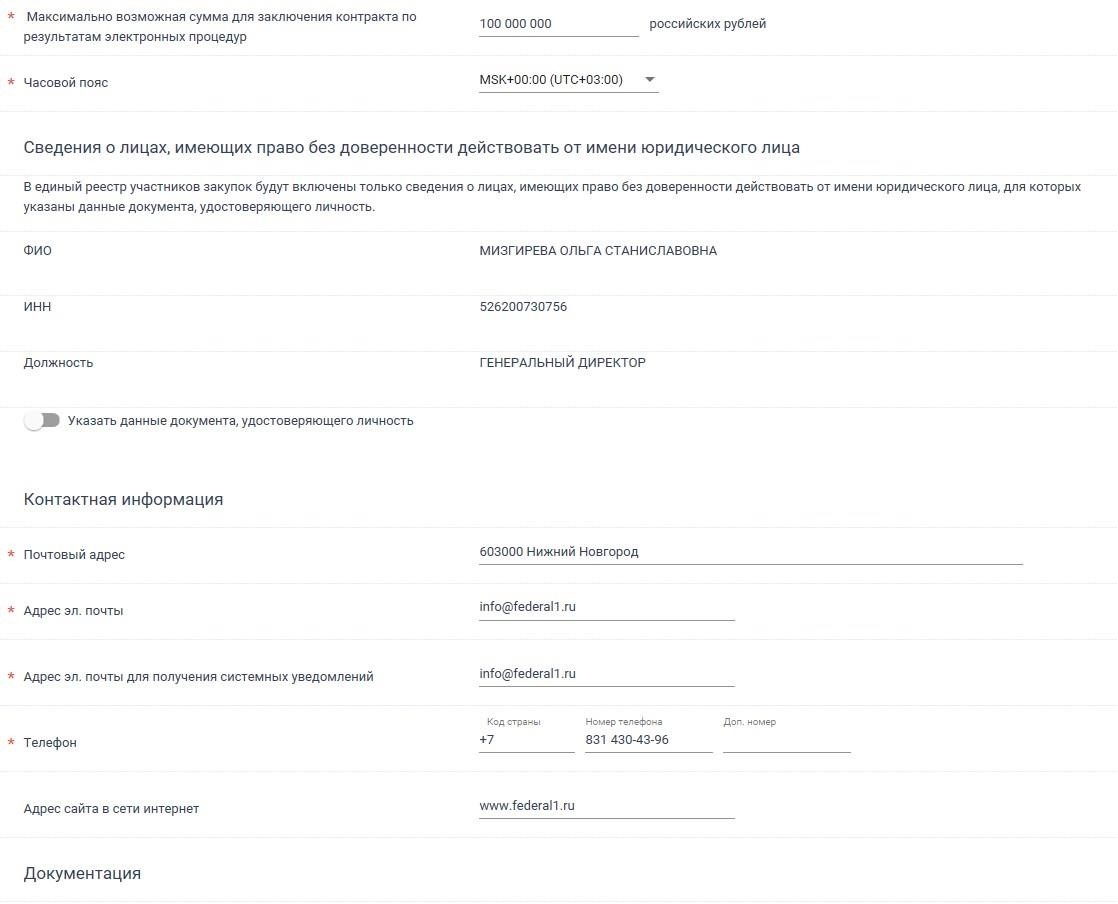 * Максимально возможная сумма для заключения контракта по
результатам электронных процедур
100 000 000 российских рублей
* Часовой пояс MSK+00:00 (UTC+03:00)
Сведения о лицах, имеющих право без доверенности действовать от имени юридического лица
В единый реестр участников закупок будут включены только сведения о лицах, имеющих право без доверенности действовать от имени юридического лица, для которых
указаны данные документа, удостоверяющего личность.
ФИО МИЗГИРЕВА ОЛЬГА СТАНИСЛАВОВНА
ИНН 526200730756
Должность ГЕНЕРАЛЬНЫЙ ДИРЕКТОР
Указать данные документа, удостоверяющего личность
Контактная информация
* Почтовый адрес 603000 Нижний Новгород
* Адрес эл. почты info@federal1.ru
* Адрес эл. почты для получения системных уведомлений info@federal1.ru
Код страны Номер телефона Доп. номер
* Телефон +7 831 430-43-96
Адрес сайта в сети интернет www.federal1.ru
Документация